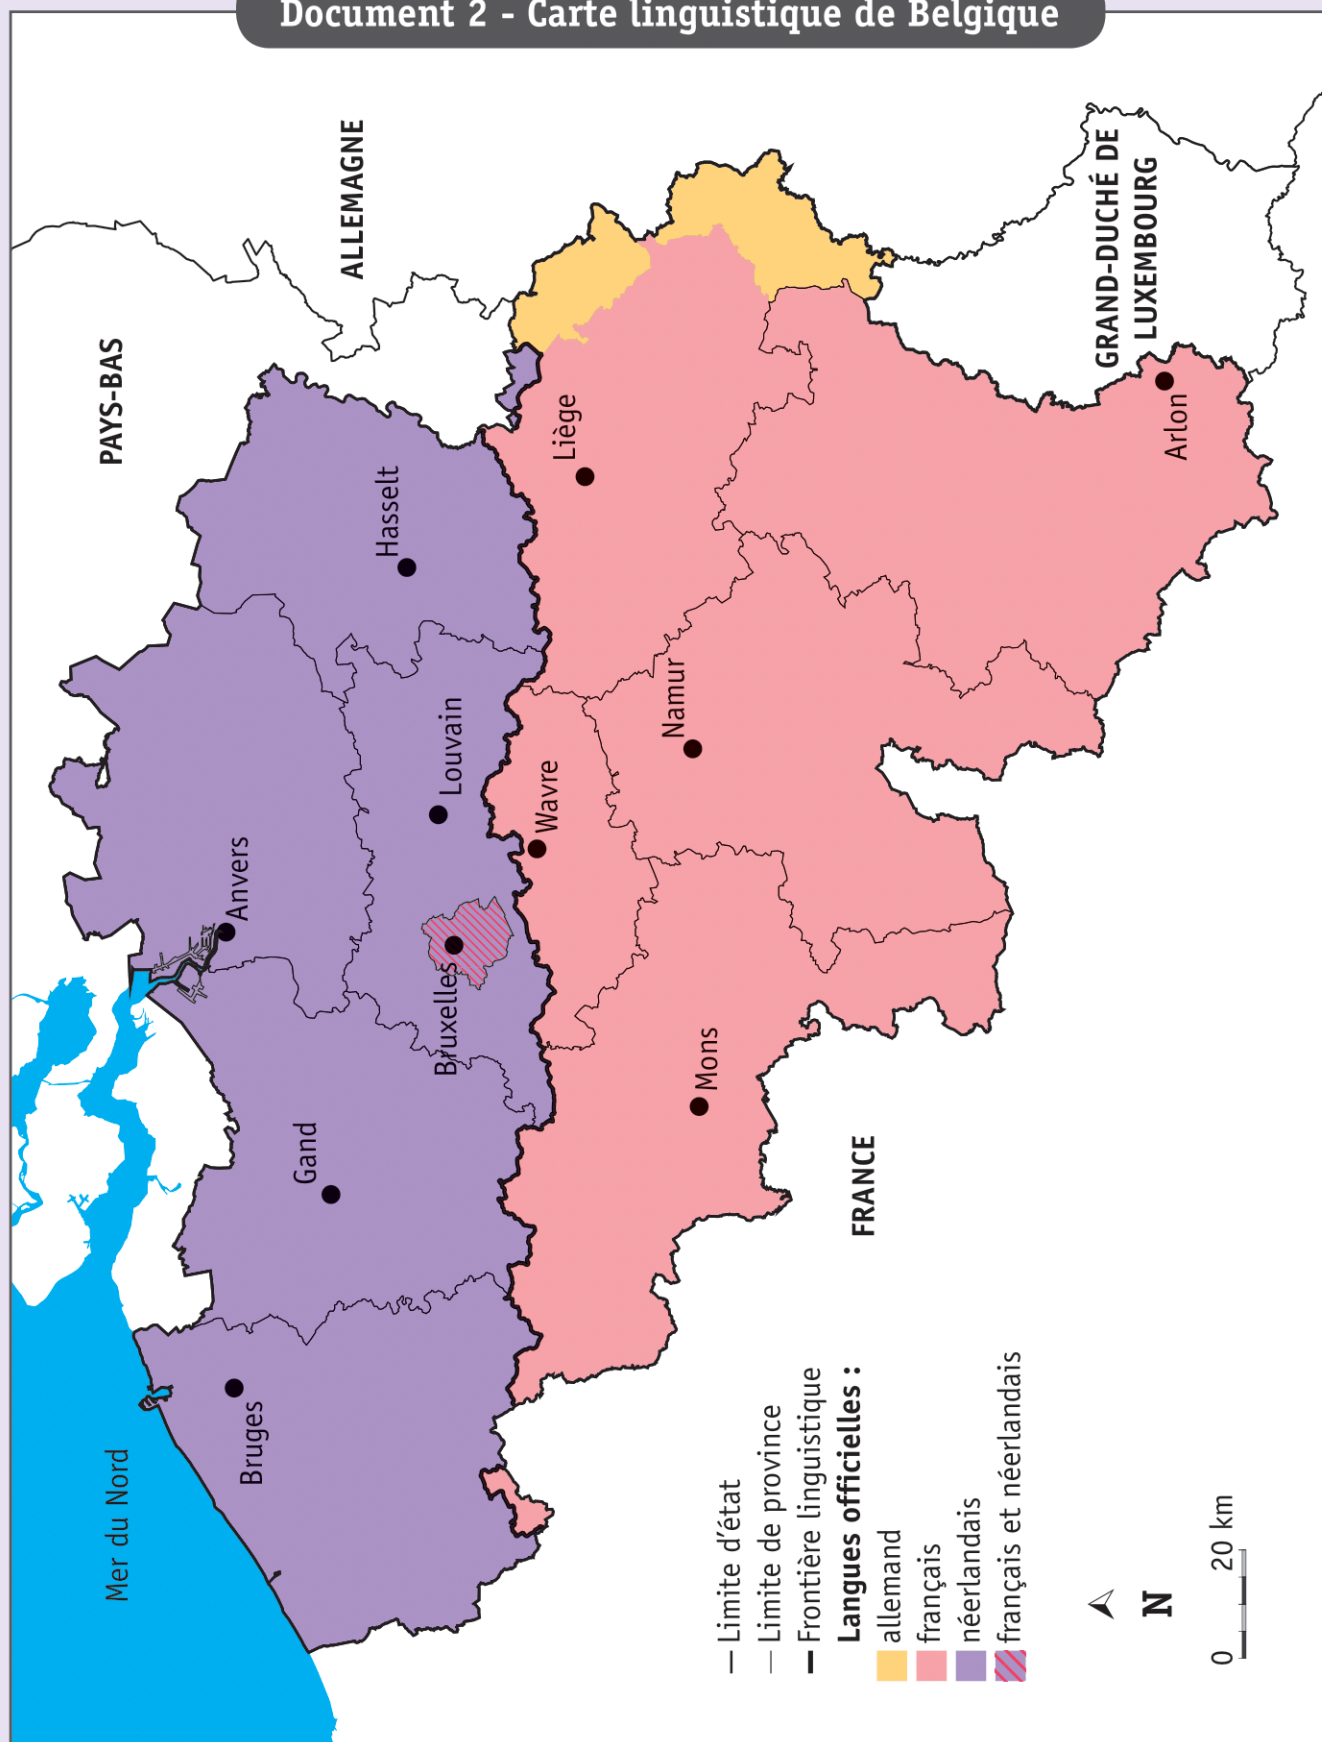 Document 2 - Carte linguistique de Belgique
Mer du Nord
PAYS-BAS
ALLEMAGNE
GRAND-DUCHÉ DE
LUXEMBOURG
FRANCE
Bruges
Gand
Anvers
Bruxelles
Louvain
Hasselt
Wavre
Liège
Namur
Mons
Arlon
Limite d'état
Limite de province
Frontière linguistique
Langues officielles :
allemand
français
néerlandais
français et néerlandais
N
0 20 km